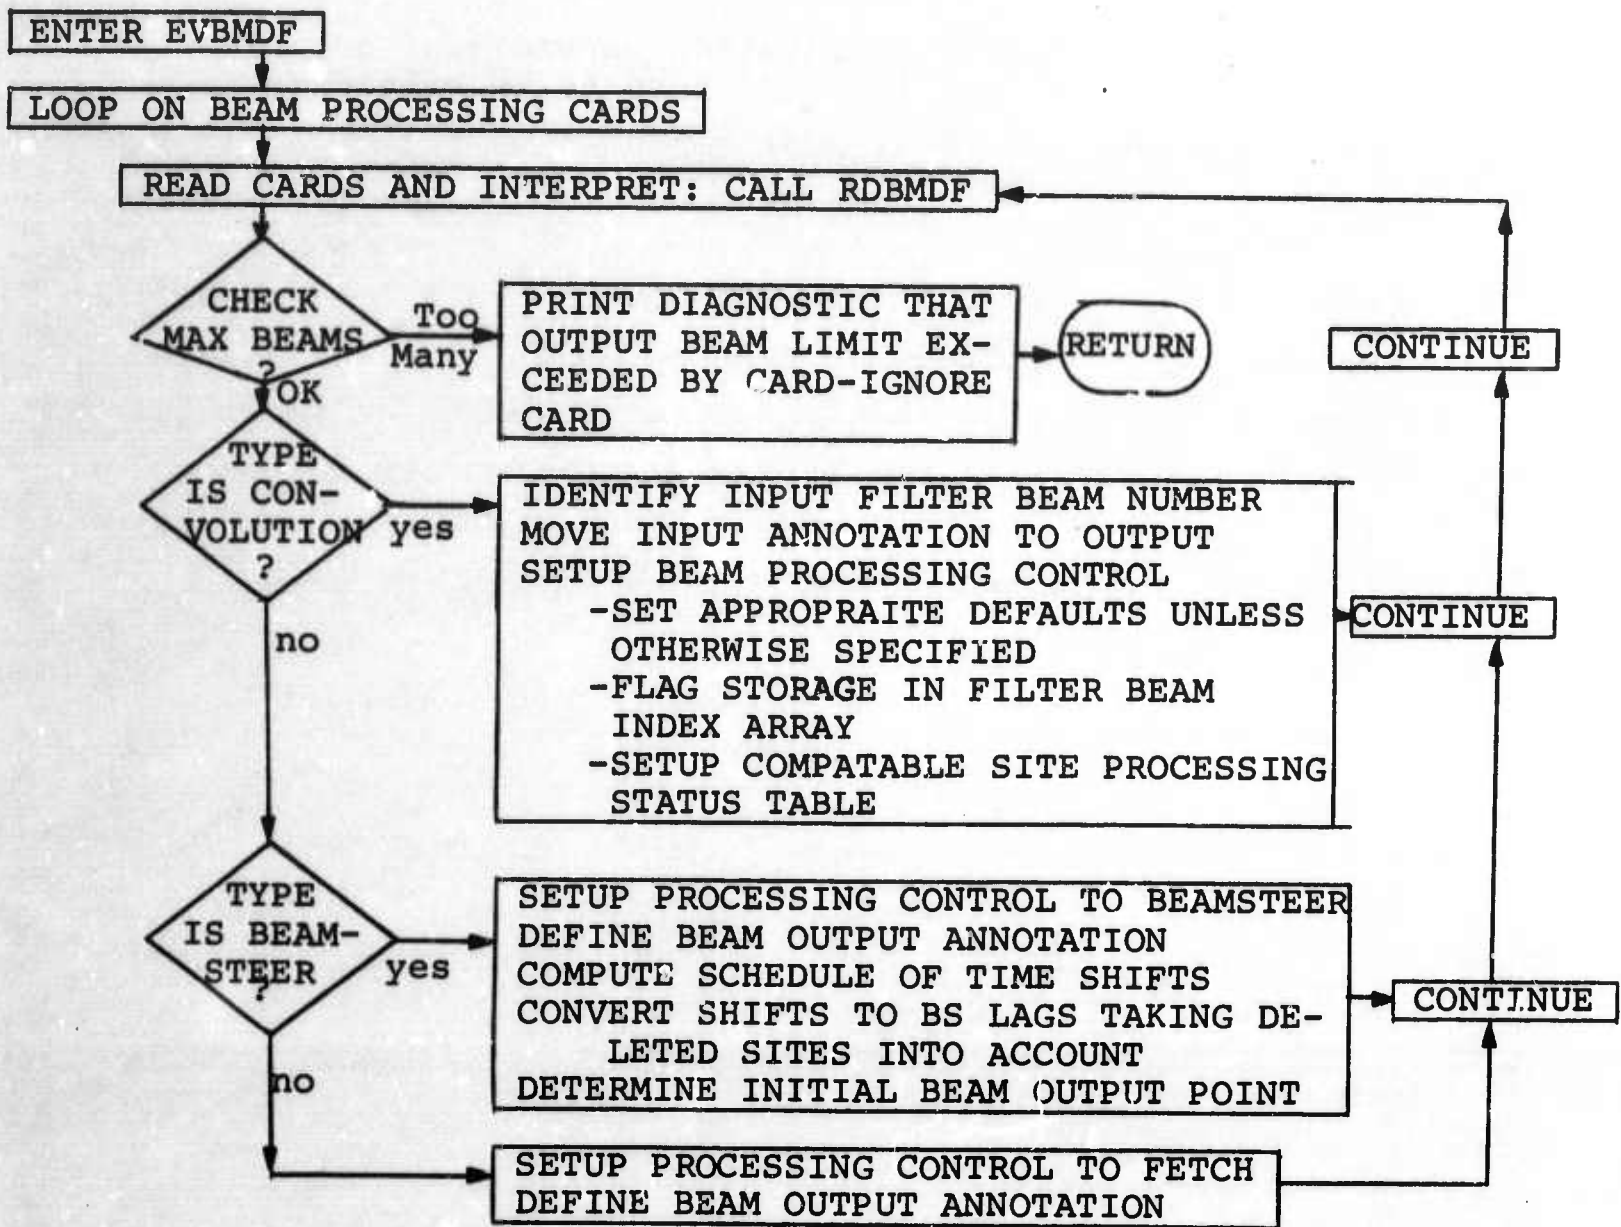 ENTER EVBMDF
LOOP ON BEAM PROCESSING CARDS
READ CARDS AND INTERPRET: CALL RDBMDF
CHECK
MAX BEAMS
?
Too
Many
OK
PRINT DIAGNOSTIC THAT
OUTPUT BEAM LIMIT EX-
CEEDED BY CARD-IGNORE
CARD
RETURN
CONTINUE
TYPE
IS CON-
VOLUTION
?
yes
no
IDENTIFY INPUT FILTER BEAM NUMBER
MOVE INPUT ANNOTATION TO OUTPUT
SETUP BEAM PROCESSING CONTROL
-SET APPROPRAITE DEFAULTS UNLESS
OTHERWISE SPECIFIED
-FLAG STORAGE IN FILTER BEAM
INDEX ARRAY
-SETUP COMPATABLE SITE PROCESSING
STATUS TABLE
CONTINUE
TYPE
IS BEAM-
STEER
?
yes
no
SETUP PROCESSING CONTROL TO BEAMSTEER
DEFINE BEAM OUTPUT ANNOTATION
COMPUTE SCHEDULE OF TIME SHIFTS
CONVERT SHIFTS TO BS LAGS TAKING DE-
LETED SITES INTO ACCOUNT
DETERMINE INITIAL BEAM OUTPUT POINT
CONTINUE
SETUP PROCESSING CONTROL TO FETCH
DEFINE BEAM OUTPUT ANNOTATION